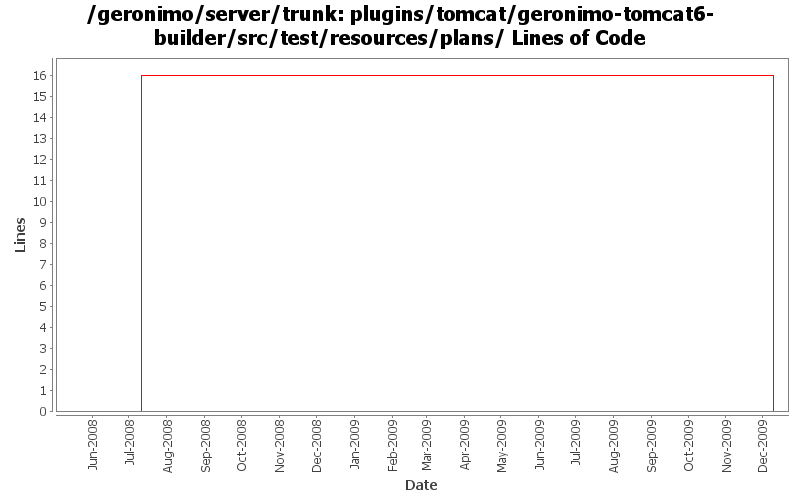 /geronimo/server/trunk: plugins/tomcat/geronimo-tomcat6-
builder/src/test/resources/plans/ Lines of Code
Lines
16
15
14
13
12
11
10
9
8
7
6
5
4
3
2
1
0
Jun-2008
Jul-2008
Aug-2008
Sep-2008
Oct-2008
Nov-2008
Dec-2008
Jan-2009
Feb-2009
Mar-2009
Apr-2009
May-2009
Jun-2009
Jul-2009
Aug-2009
Sep-2009
Oct-2009
Nov-2009
Dec-2009
Date